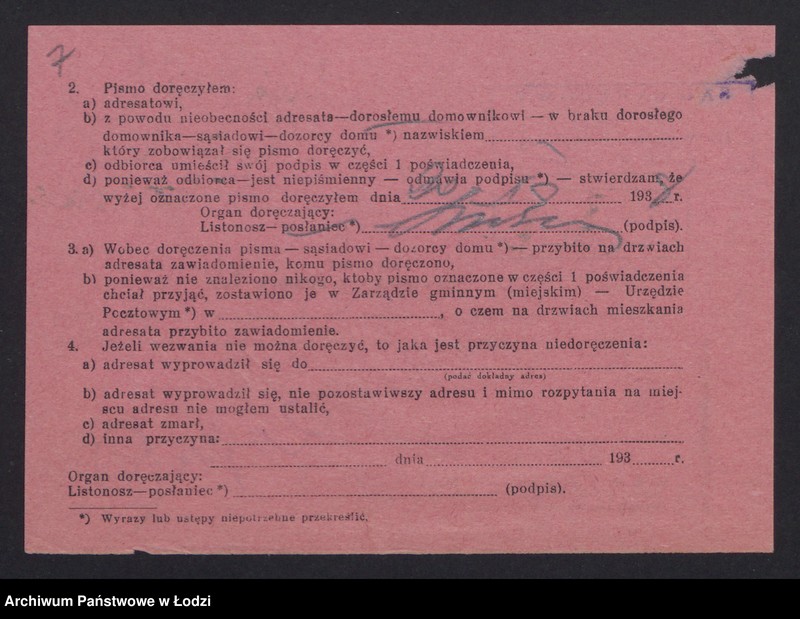 7
2. Pismo doręczyłem:
a) adresatowi,
b) z powodu nieobecności adresata—dorosłemu domownikowi — w braku dorosłego
domownika—sąsiadowi—dozorcy domu *) nazwiskiem
który zobowiązał się pismo doręczyć,
c) odbiorca umieścił swój podpis w części 1 poświadczenia,
d) ponieważ odbiorca—jest niepiśmienny — odmawia podpisu *) — stwierdzam, że
wyżej oznaczone pismo doręczyłem dnia 193 r.
Organ doręczający:
Listonosz—posłaniec *) (podpis).
3. a) Wobec doręczenia pisma — sąsiadowi — dozorcy domu *) — przybito na drzwiach
adresata zawiadomienie, komu pismo doręczono,
b) ponieważ nie znaleziono nikogo, ktoby pismo oznaczone w części 1 poświadczenia
chciał przyjąć, zostawiono je w Zarządzie gminnym (miejskim) — Urzędzie
Pocztowym *) w , o czem na drzwiach mieszkania
adresata przybito zawiadomienie.
4. Jeżeli wezwania nie można doręczyć, to jaka jest przyczyna niedoręczenia:
a) adresat wyprowadził się do
(podać dokładny adres)
b) adresat wyprowadził się, nie pozostawiwszy adresu i mimo rozpytania na miej-
scu adresu nie mogłem ustalić,
c) adresat zmarł,
d) inna przyczyna:
dnia 193 r.
Organ doręczający:
Listonosz—posłaniec *) (podpis).
*) Wyrazy lub ustępy niepotrzebne przekreślić.
Archiwum Państwowe w Łodzi